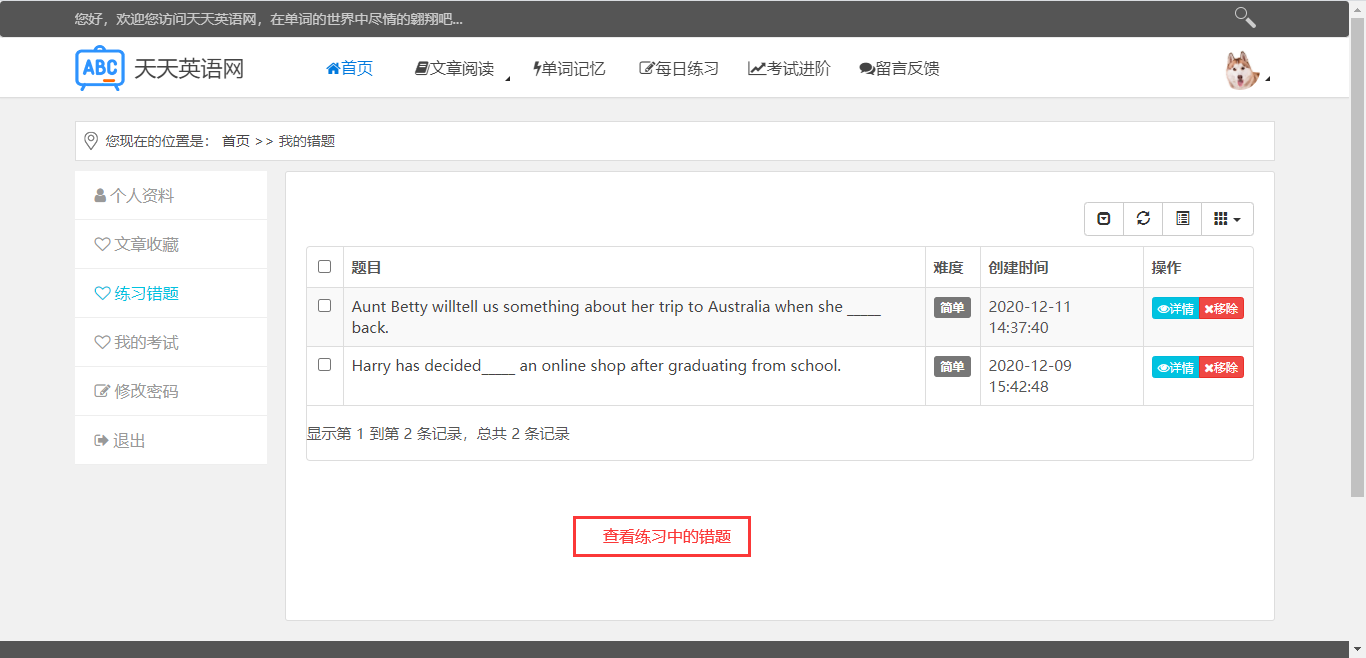 您好，欢迎您访问天天英语网，在单词的世界中尽情的翱翔吧...
ABC 天天英语网 首页 文章阅读 单词记忆 每日练习 考试进阶 留言反馈
您现在的位置是： 首页 >> 我的错题
个人资料
文章收藏
练习错题
我的考试
修改密码
退出
题目 难度 创建时间 操作
Aunt Betty willtell us something about her trip to Australia when she _____ 简单 2020-12-11 详情 移除
back. 14:37:40
Harry has decided_____ an online shop after graduating from school. 简单 2020-12-09 详情 移除
15:42:48
显示第 1 到第 2 条记录，总共 2 条记录
查看练习中的错题